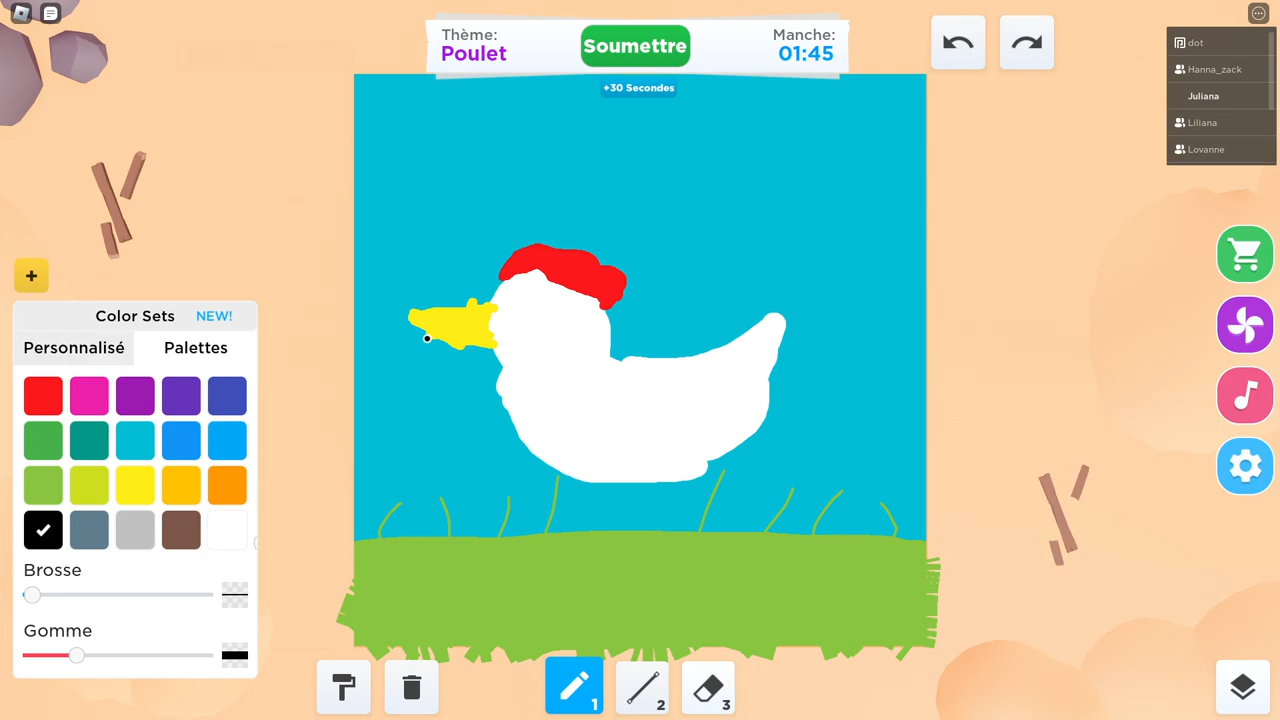 Thème:
Poulet
Soumettre
Manche:
01:45
+30 Secondes
dot
Hanna_zack
Juliana
Liliana
Lovanne
+
Color Sets NEW!
Personnalisé Palettes
Brosse
Gomme
1
2
3